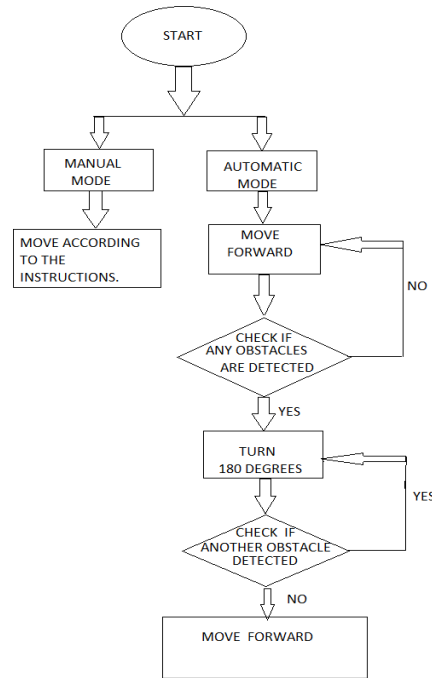 START
MANUAL
MODE
AUTOMATIC
MODE
MOVE ACCORDING
TO THE
INSTRUCTIONS.
MOVE
FORWARD
NO
CHECK IF
ANY OBSTACLES
ARE DETECTED
YES
TURN
180 DEGREES
YES
CHECK IF
ANOTHER OBSTACLE
DETECTED
NO
MOVE FORWARD